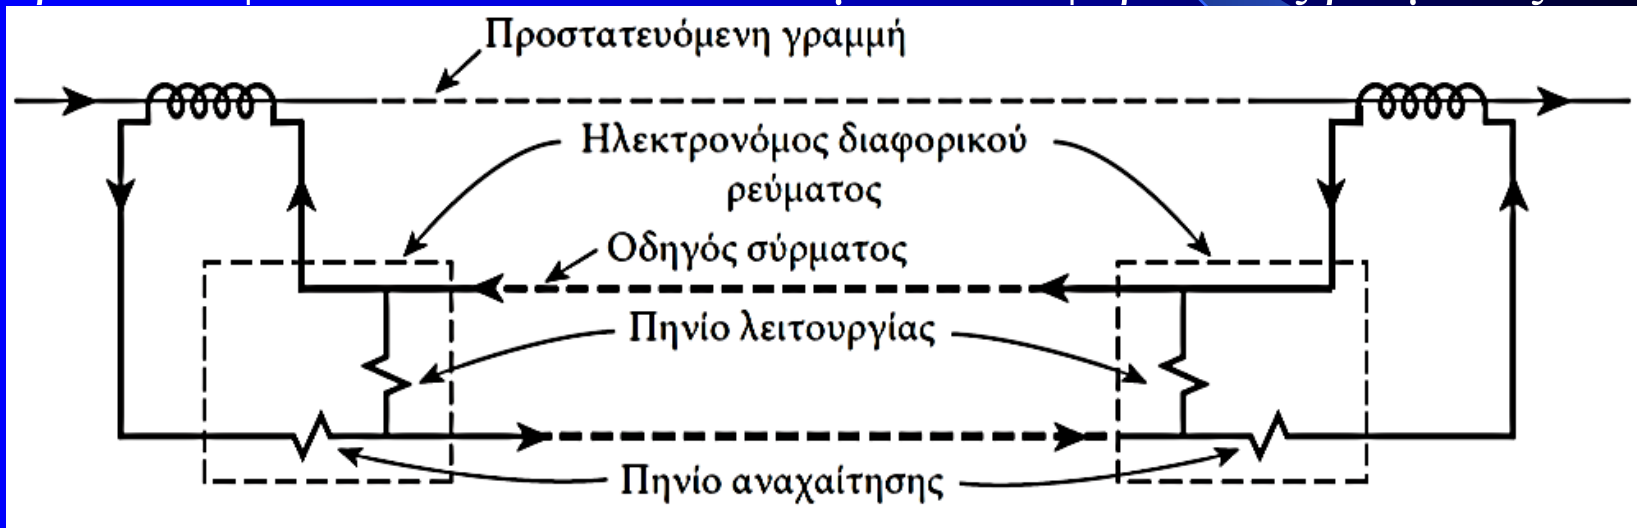 Προστατευόμενη γραμμή
Ηλεκτρονόμος διαφορικού
ρεύματος
Οδηγός σύρματος
Πηνίο λειτουργίας
Πηνίο αναχαίτησης